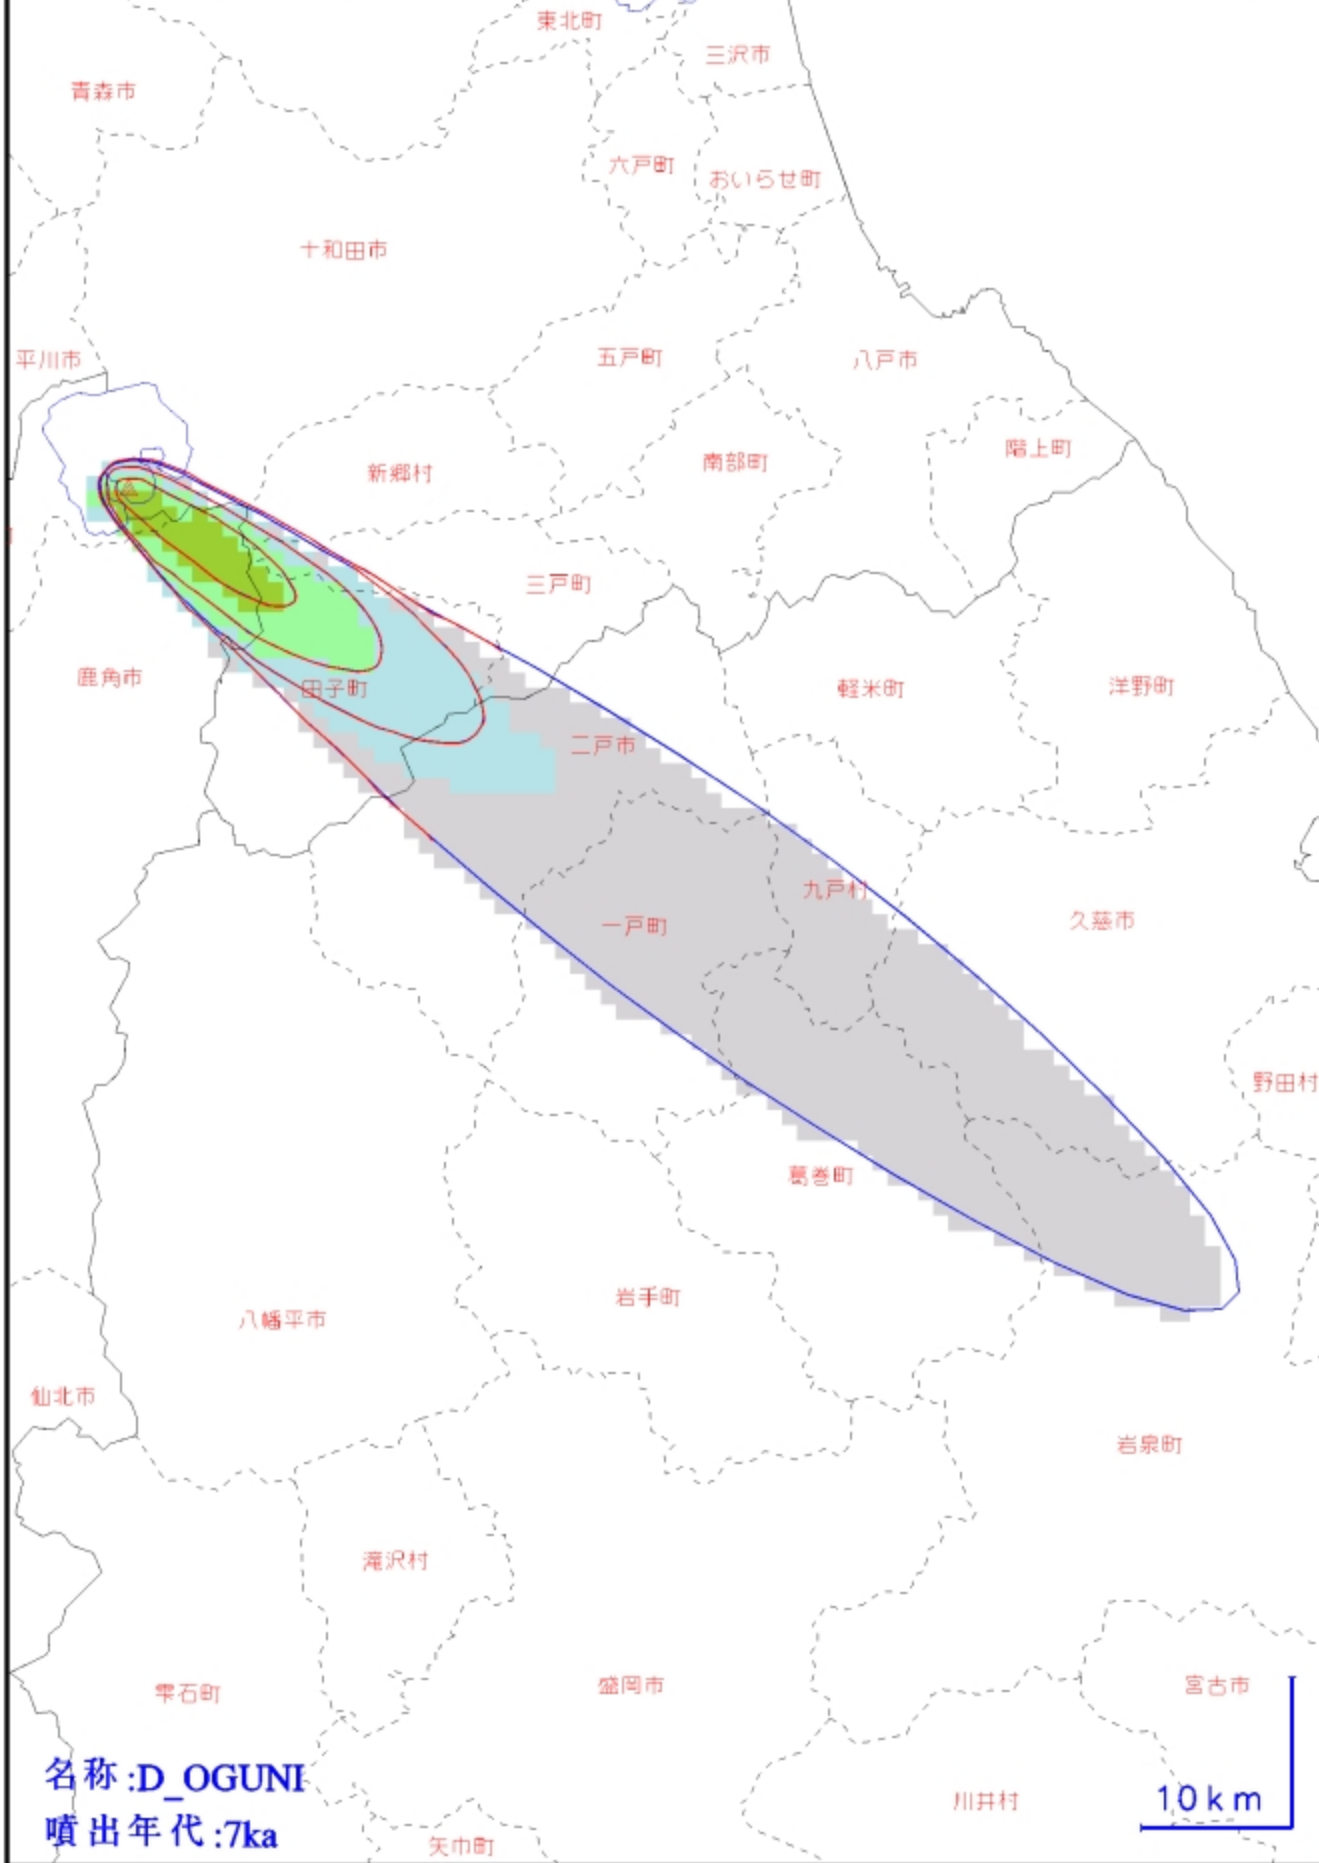 東北町
三沢市
青森市
六戸町
おいらせ町
十和田市
平川市
五戸町
八戸市
階上町
南部町
新郷村
三戸町
鹿角市
田子町
軽米町
洋野町
二戸市
九戸村
一戸町
久慈市
野田村
葛巻町
岩手町
八幡平市
仙北市
岩泉町
滝沢村
雫石町
盛岡市
宮古市
名称:D_OGUNI
10km
川井村
噴出年代:7ka
矢巾町